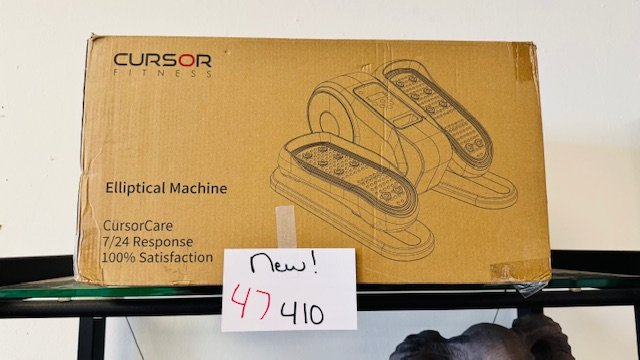 CURSOR
FITNESS
Elliptical Machine
CursorCare
7/24 Response
100% Satisfaction
New!
47 410